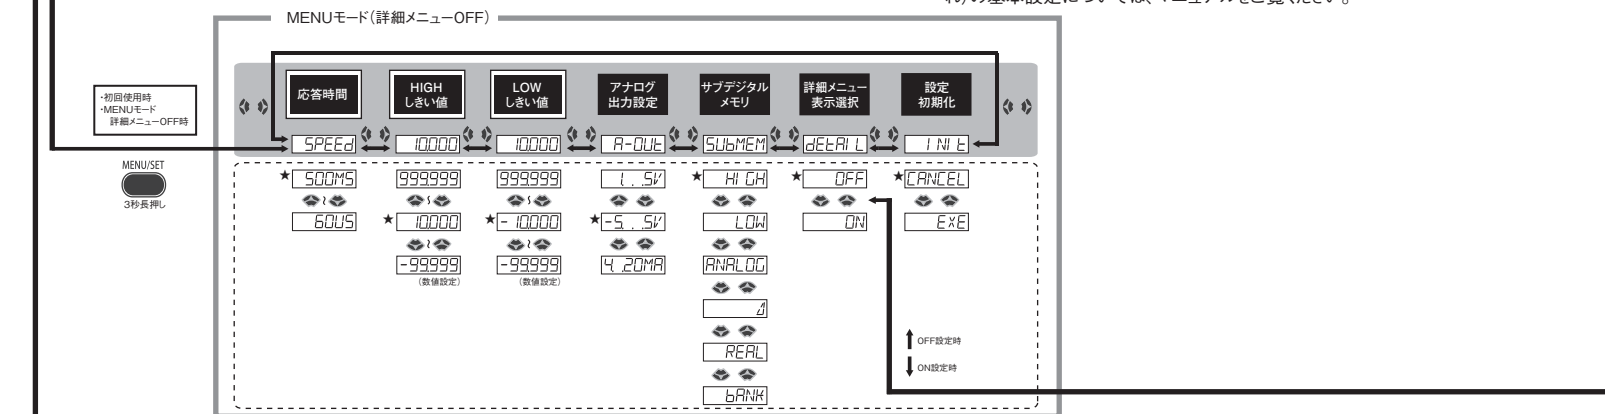 MENUモード(詳細メニューOFF)
・初回使用時
・MENUモード
詳細メニューOFF時
MENU/SET
3秒長押し
応答時間
HIGH
しきい値
LOW
しきい値
アナログ
出力設定
サブデジタル
メモリ
詳細メニュー
表示選択
設定
初期化
SPEEd 10.000 10.000 A-OUt SUbMEM dEtAIL INIt
★ 500MS 999.999 999.999 1. . .5V ★ HIGH ★ OFF ★ CANCEL
60US ★ 10.000 ★ -10.000 ★ -5. . .5V LOW ON EXE
-99.999 -99.999 4. .20MA ANALOG
(数値設定) (数値設定)
REAL
bANK
OFF設定時
ON設定時